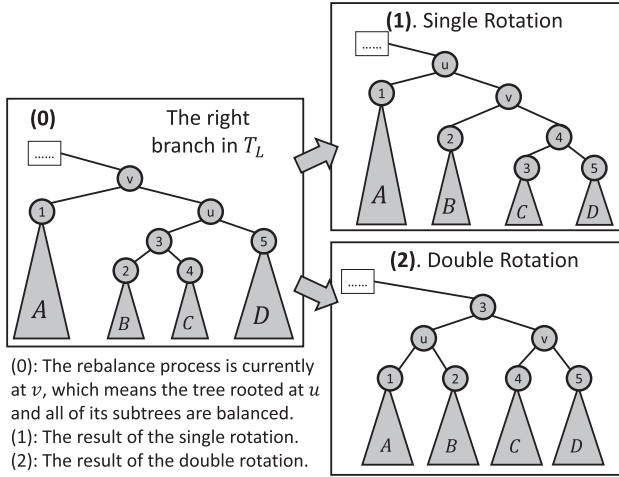 (0)
The right
branch in T_L
......
v
1
u
3
5
2
4
A
B
C
D
(1). Single Rotation
......
u
1
v
2
4
3
5
A
B
C
D
(2). Double Rotation
......
3
u
v
1
2
4
5
A
B
C
D
(0): The rebalance process is currently
at v, which means the tree rooted at u
and all of its subtrees are balanced.
(1): The result of the single rotation.
(2): The result of the double rotation.